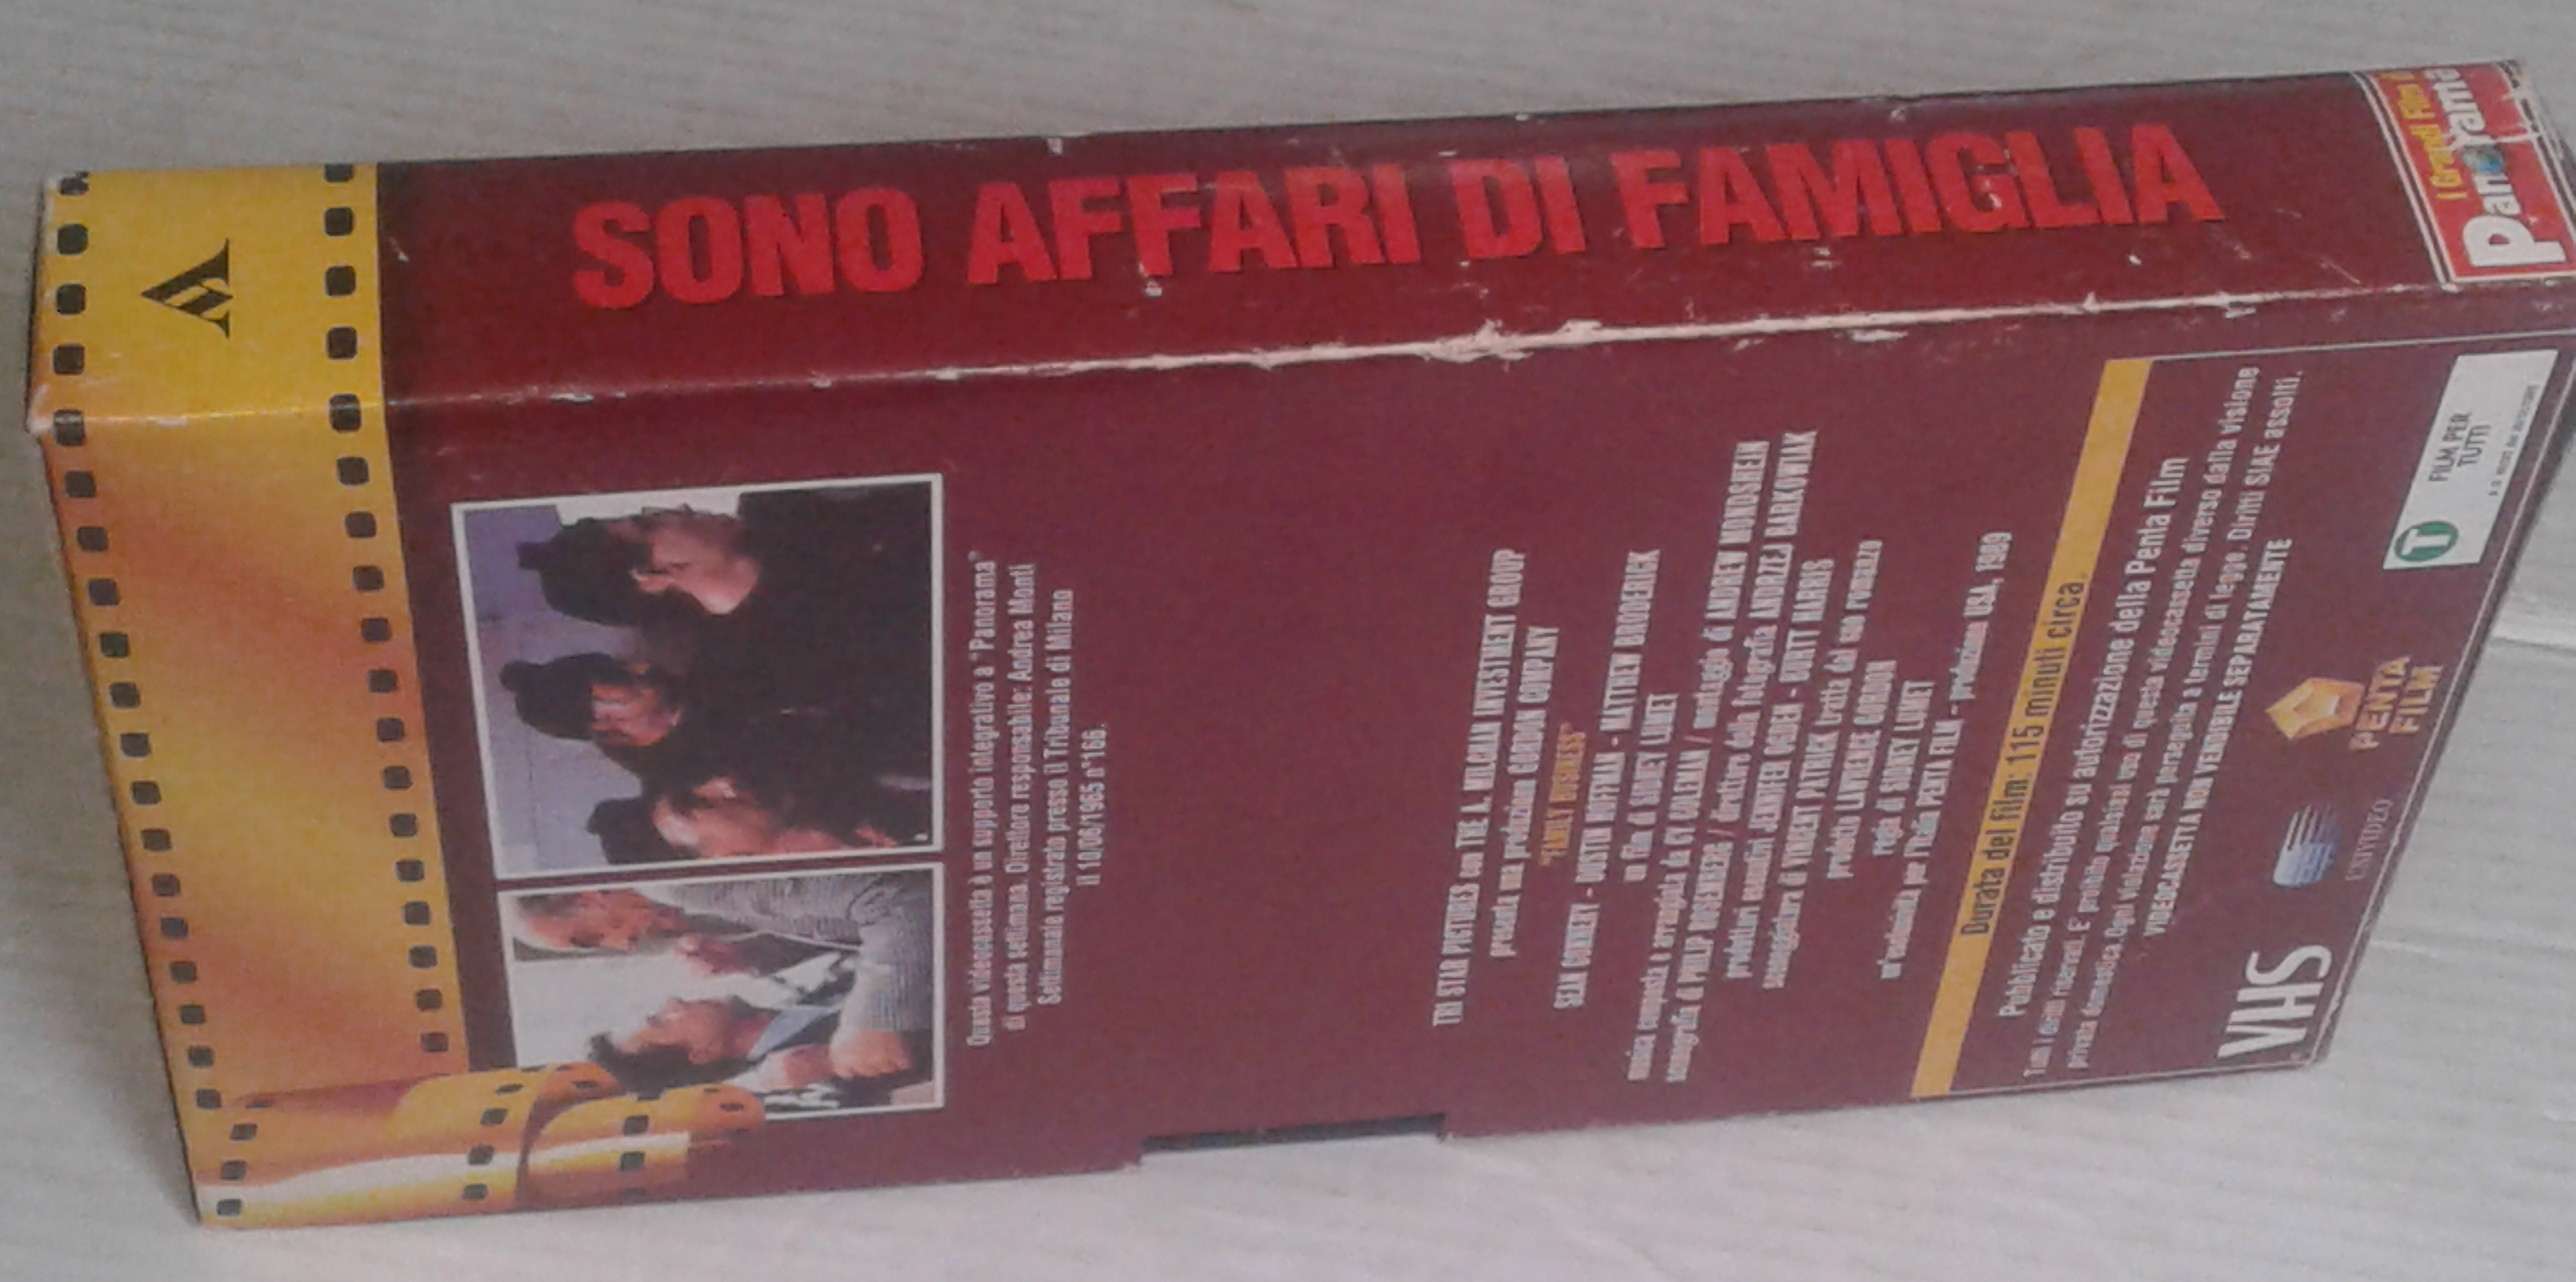 SONO AFFARI DI FAMIGLIA
I Grandi Film di
Panorama
Questa videocassetta è un supporto integrativo a "Panorama"
di questa settimana. Direttore responsabile: Andrea Monti
Settimanale registrato presso il Tribunale di Milano
il 10/06/1965 n°166.
TRI STAR PICTURES con THE A. MILCHAN INVESTMENT GROUP
presenta una produzione GORDON COMPANY
"FAMILY BUSINESS"
SEAN CONNERY - DUSTIN HOFFMAN - MATTHEW BRODERICK
un film di SIDNEY LUMET
musica composta e arrangiata da CY COLEMAN / montaggio di ANDREW MONDSHEIN
scenografia di PHILIP ROSENBERG / direttore della fotografia ANDRZEJ BARKOWIAK
produttori esecutivi JENNIFER OGDEN - BURTT HARRIS
sceneggiatura di VINCENT PATRICK tratta dal suo romanzo
prodotto LAWRENCE GORDON
regia di SIDNEY LUMET
un'esclusività per l'Italia PENTA FILM - produzione USA, 1989
Durata del film: 115 minuti circa.
Pubblicato e distribuito su autorizzazione della Penta Film
Tutti i diritti riservati. E' proibito qualsiasi uso di questa videocassetta diverso dalla visione
privata domestica. Ogni violazione sarà perseguita a termini di legge. Diritti SIAE assolti.
VIDEOCASSETTA NON VENDIBILE SEPARATAMENTE
VHS
UNIVIDEO
PENTA
FILM
T
FILM PER
TUTTI